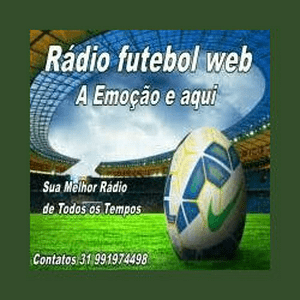 Rádio futebol web
A Emoção e aqui
Sua Melhor Rádio
de Todos os Tempos
Contatos 31 991974498